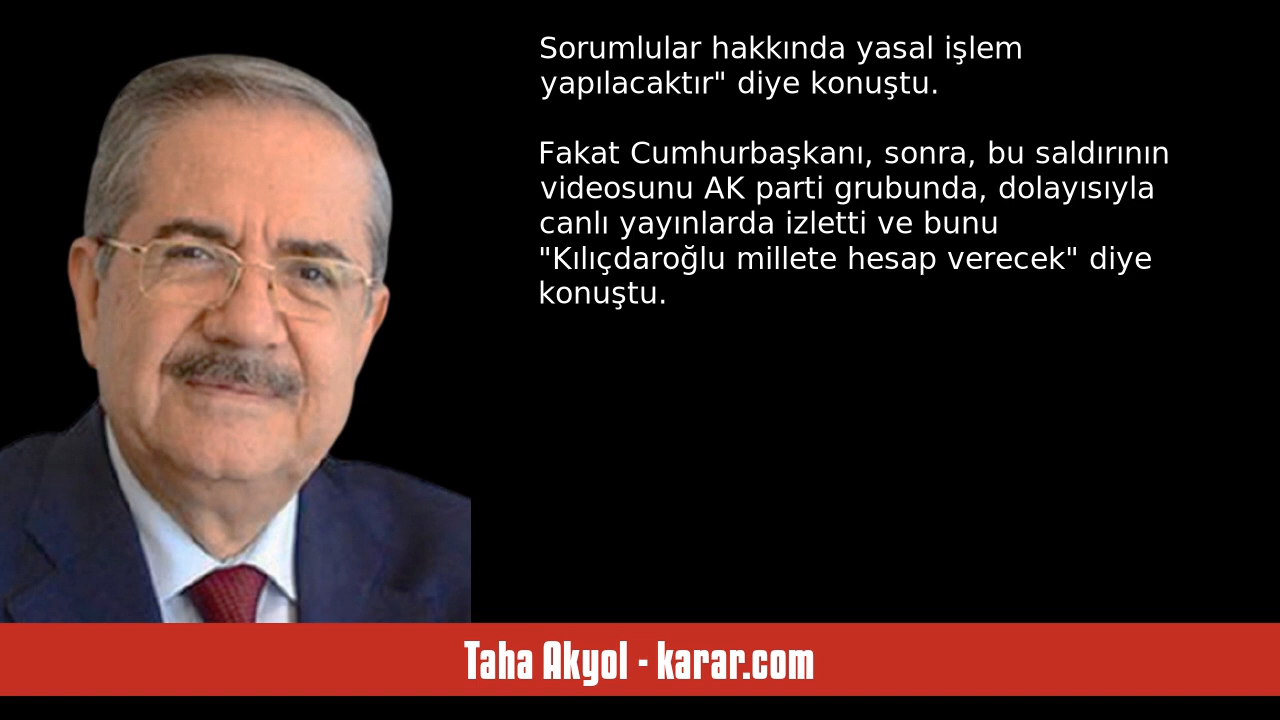 Sorumlular hakkında yasal işlem
yapılacaktır" diye konuştu.
Fakat Cumhurbaşkanı, sonra, bu saldırının
videosunu AK parti grubunda, dolayısıyla
canlı yayınlarda izletti ve bunu
"Kılıçdaroğlu millete hesap verecek" diye
konuştu.
Taha Akyol - karar.com